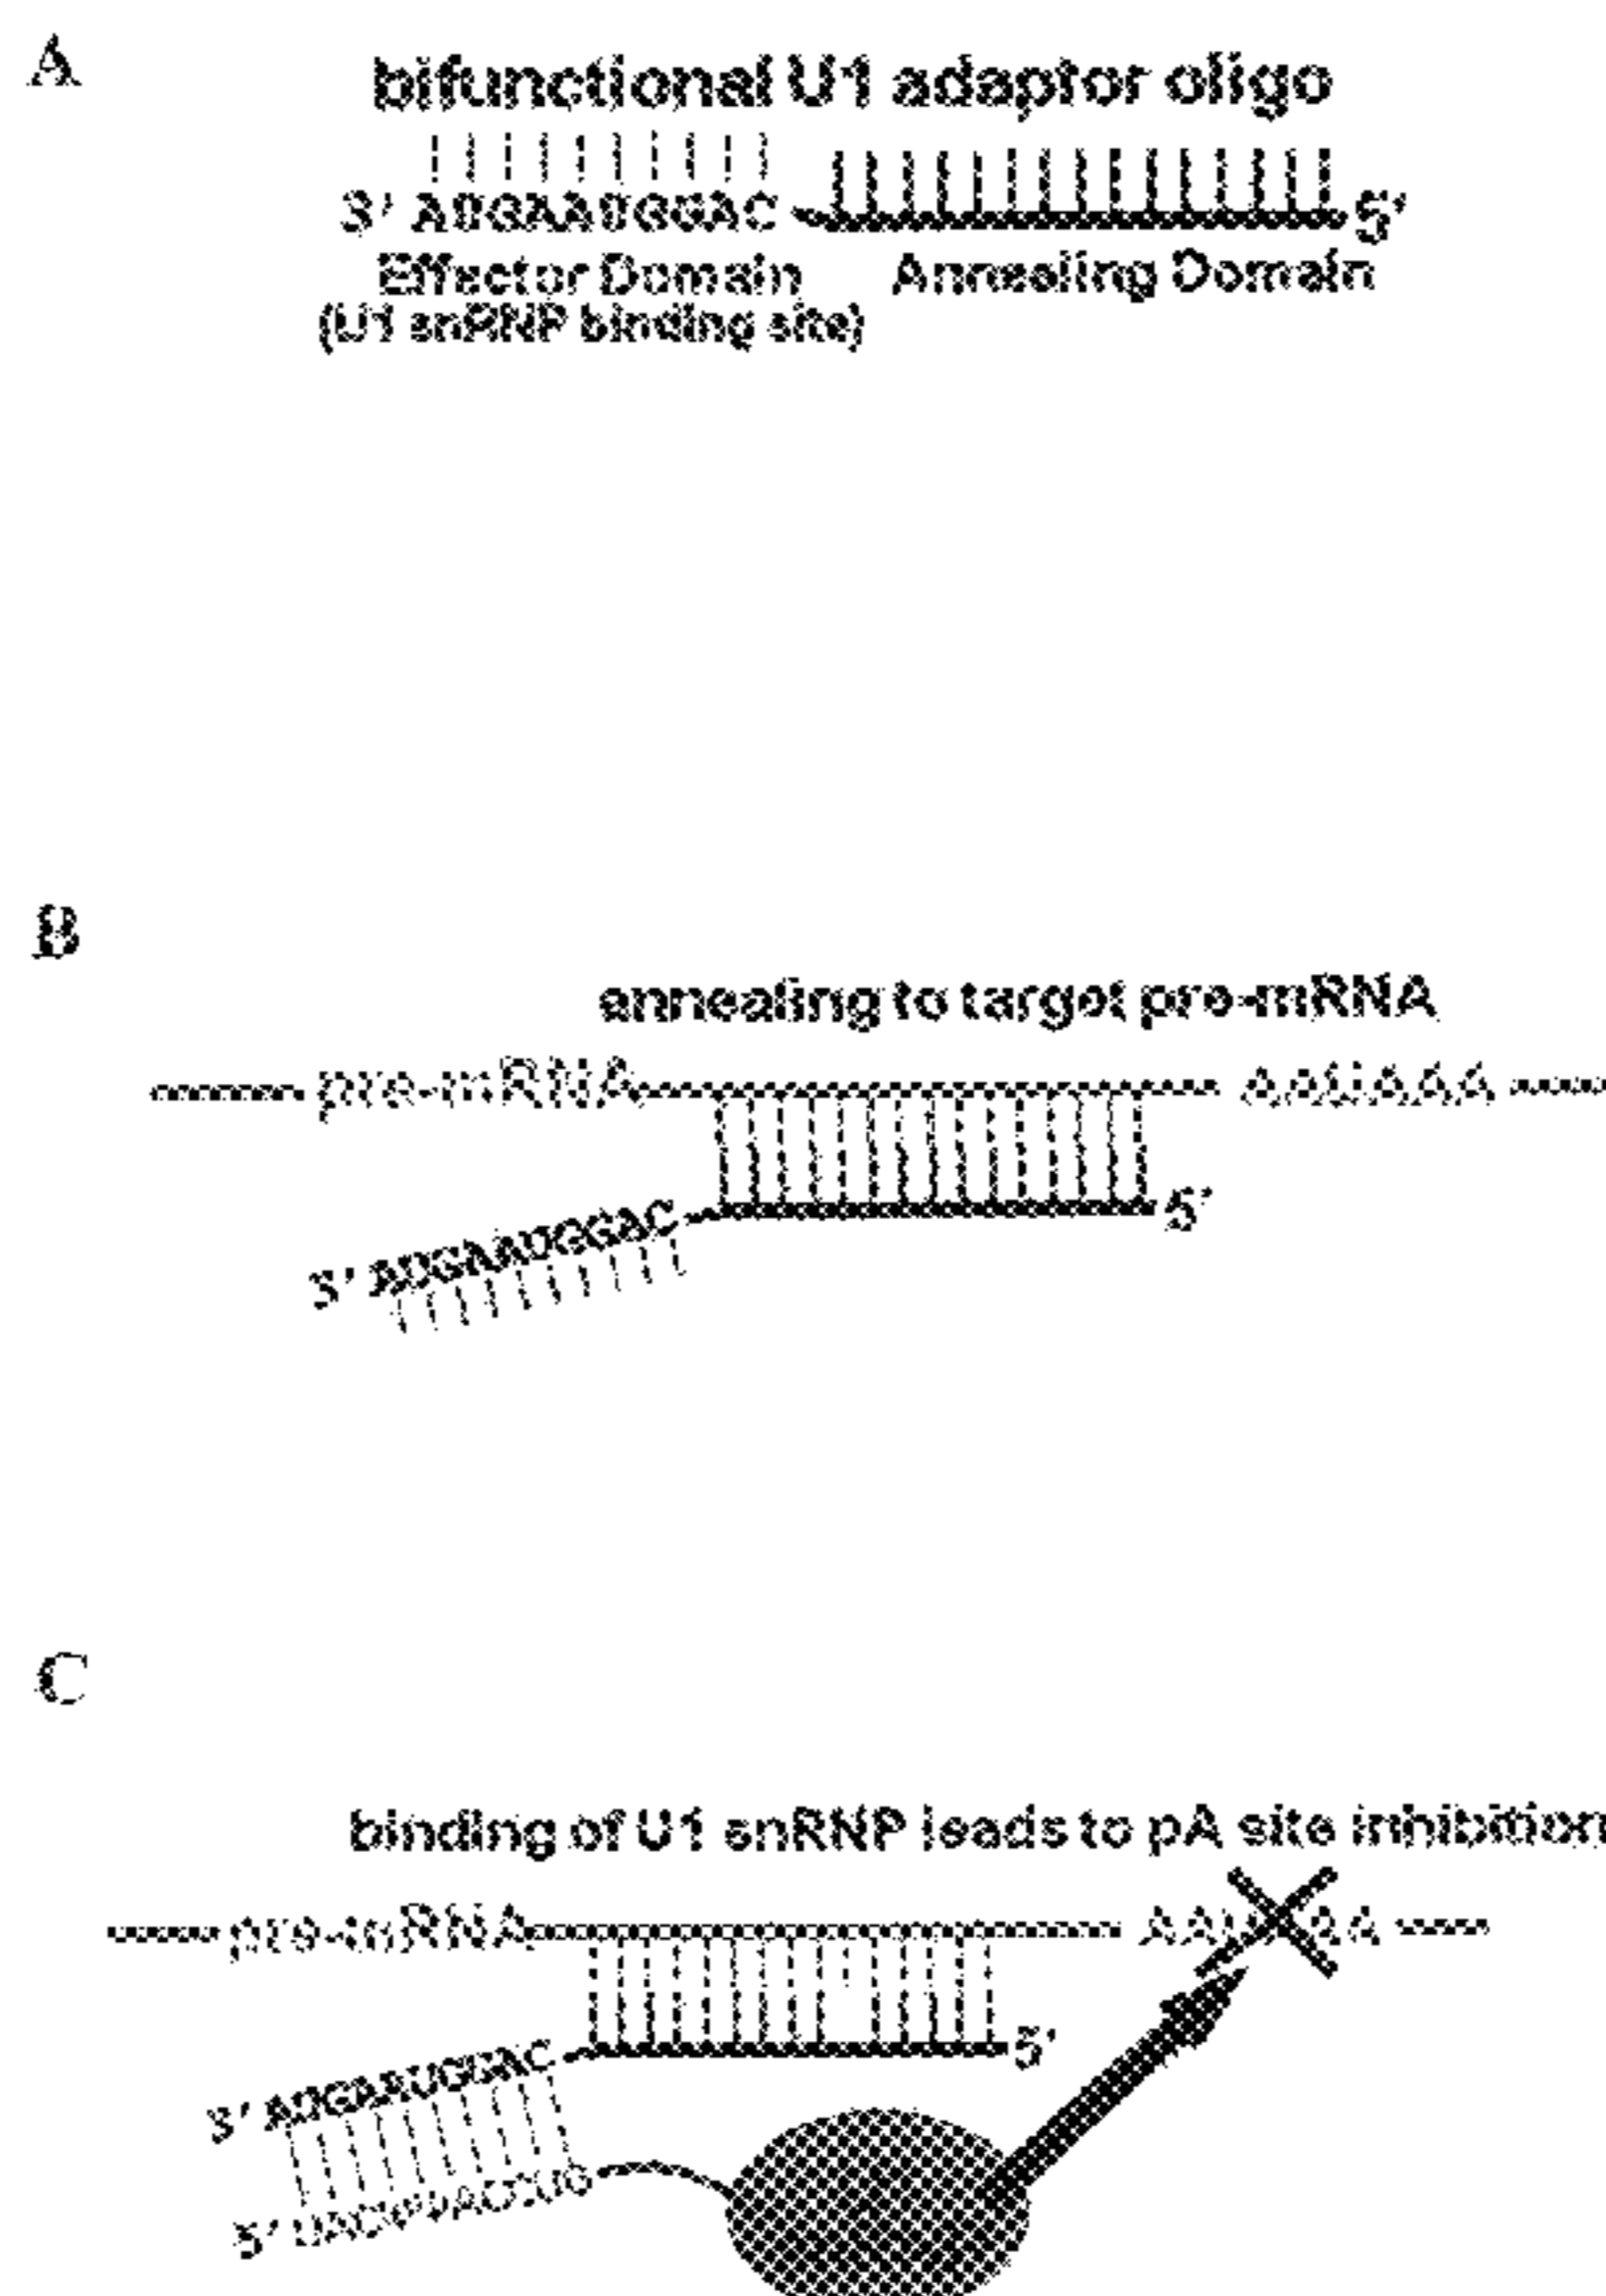 A
bifunctional U1 adaptor oligo
3' AUGAAUGGAC 5'
Effector Domain Annealing Domain
(U1 snRNP binding site)
B
annealing to target pre-mRNA
pre-mRNA AAUAAA
5'
3' AUGAAUGGAC
C
binding of U1 snRNP leads to pA site inhibition
pre-mRNA
5'
3' AUGAAUGGAC
5'